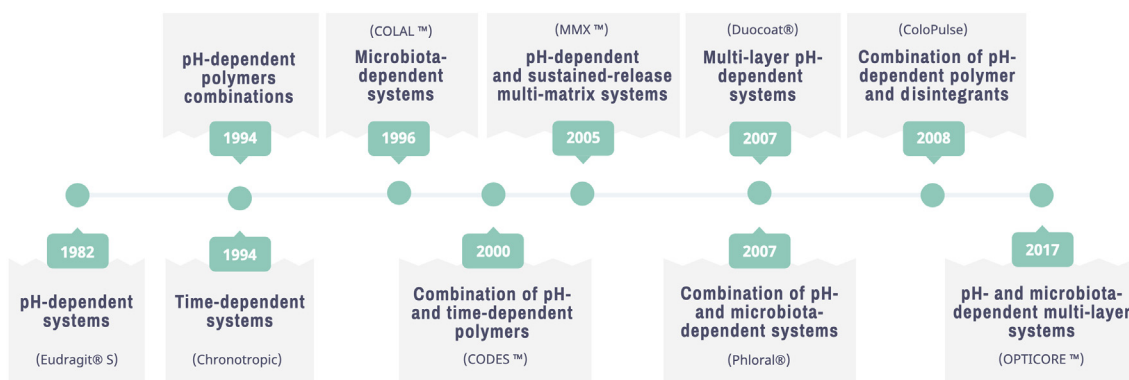 pH-dependent
polymers
combinations
1994
(COLAL ™)
Microbiota-
dependent
systems
1996
(MMX ™)
pH-dependent
and sustained-release
multi-matrix systems
2005
(Duocoat®)
Multi-layer pH-
dependent
systems
2007
(ColoPulse)
Combination of pH-
dependent polymer
and disintegrants
2008
1982
pH-dependent
systems
(Eudragit® S)
1994
Time-dependent
systems
(Chronotropic)
2000
Combination of pH-
and time-dependent
polymers
(CODES ™)
2007
Combination of pH-
and microbiota-
dependent systems
(Phloral®)
2017
pH- and microbiota-
dependent multi-layer
systems
(OPTICORE ™)